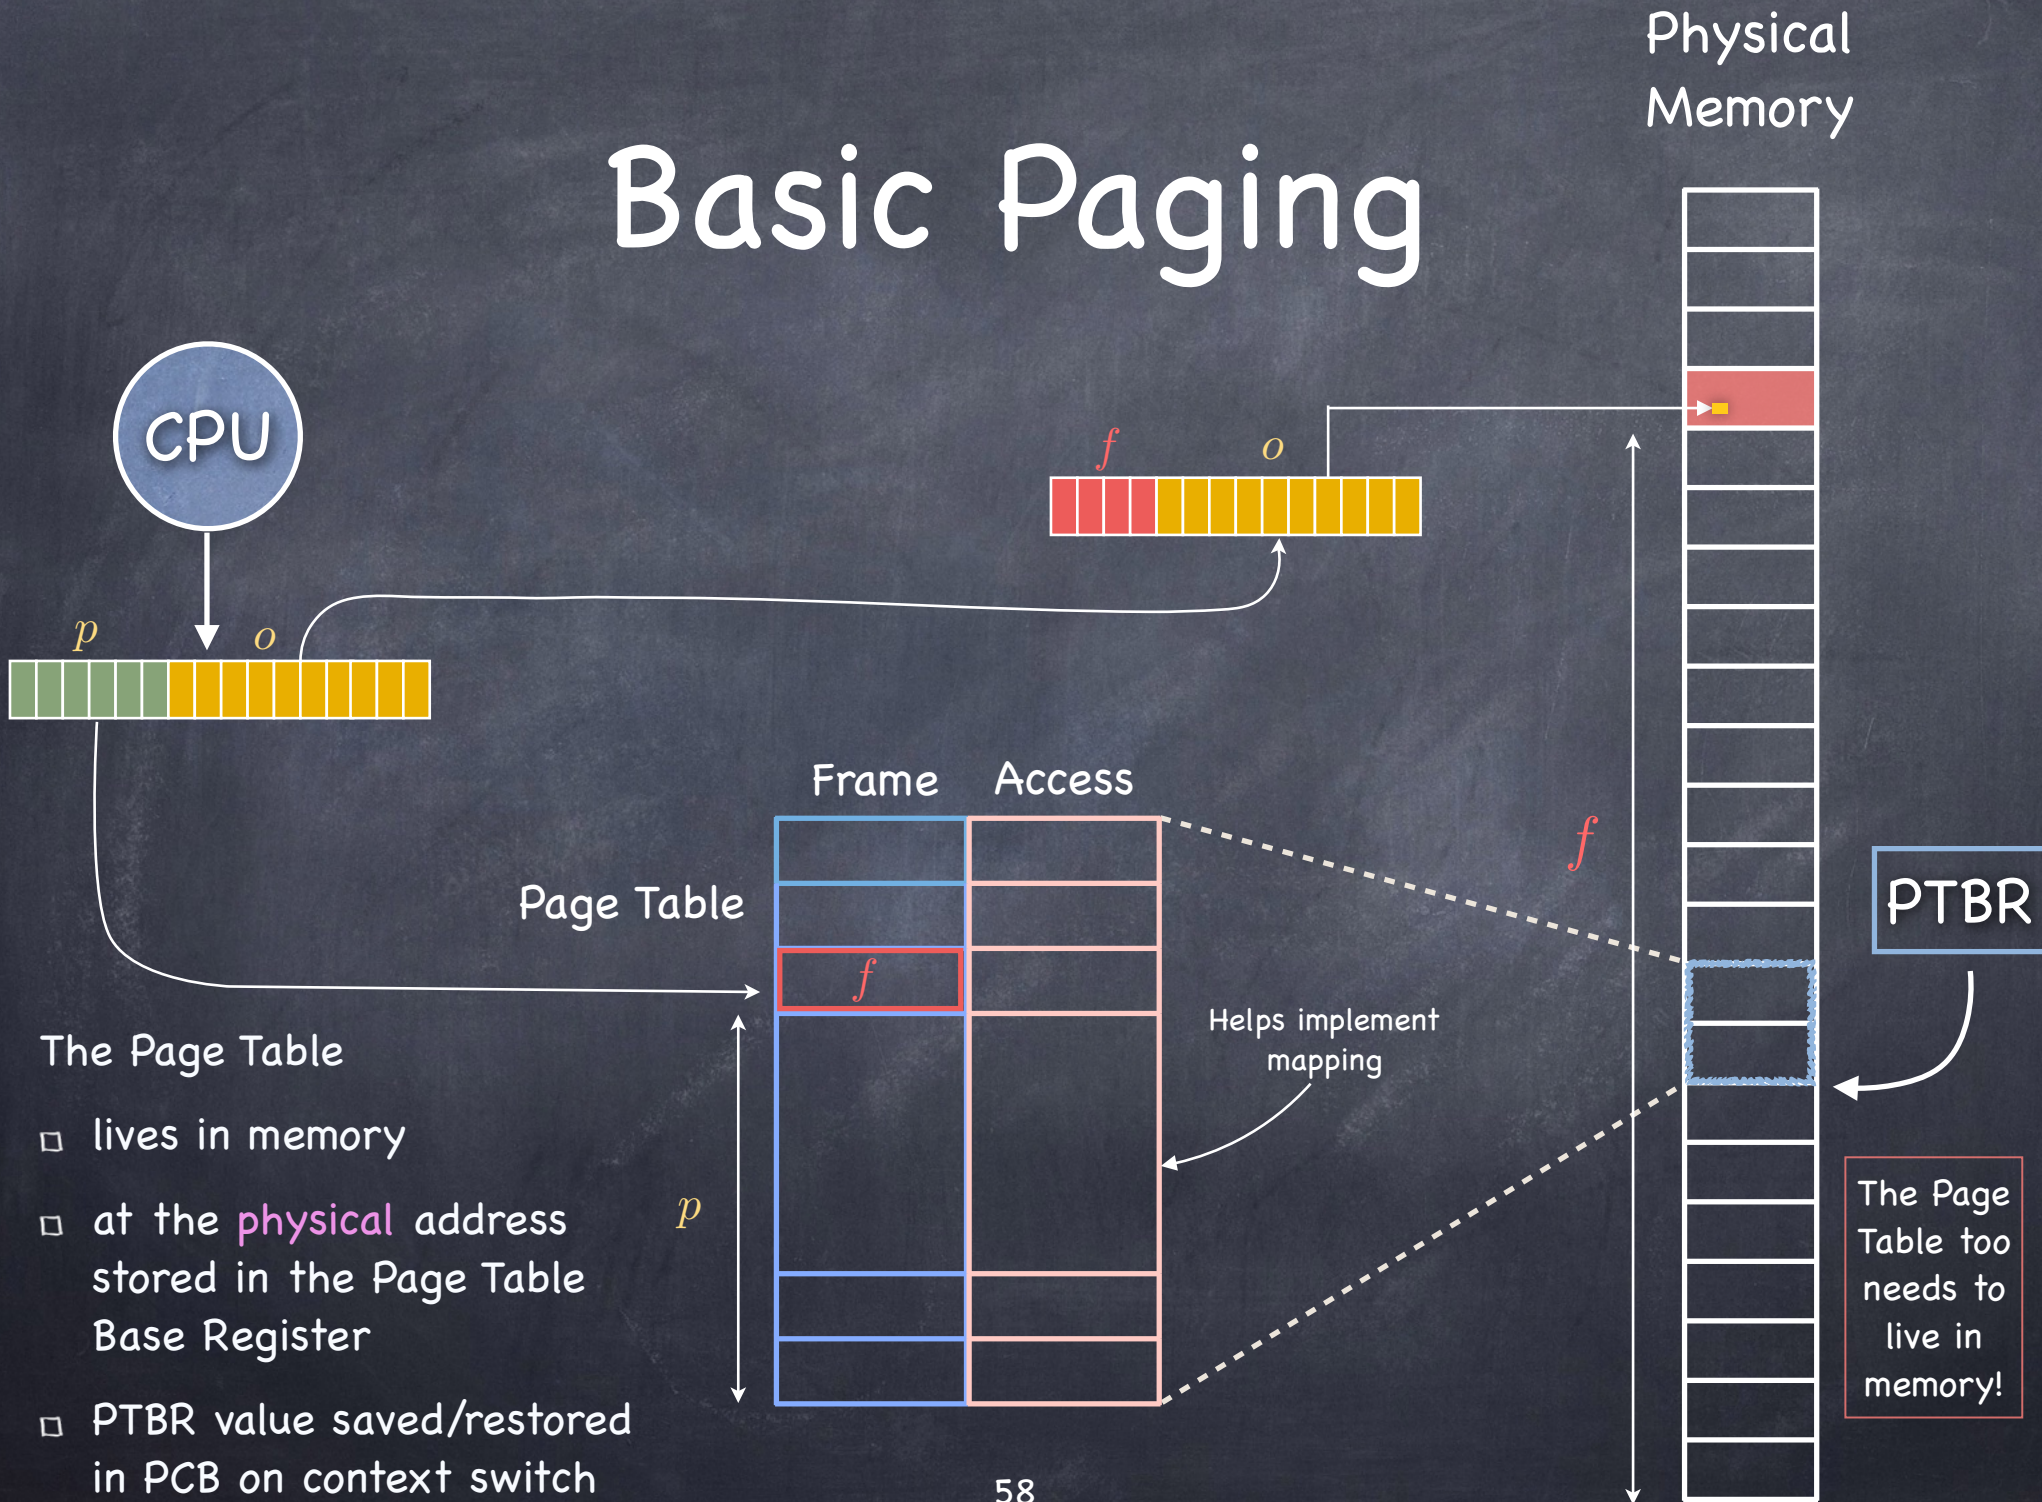 Physical
Memory
Basic Paging
CPU
f
o
p
o
Frame
Access
f
PTBR
Page Table
f
Helps implement
mapping
The Page Table
lives in memory
at the physical address
stored in the Page Table
Base Register
PTBR value saved/restored
in PCB on context switch
p
The Page
Table too
needs to
live in
memory!
58